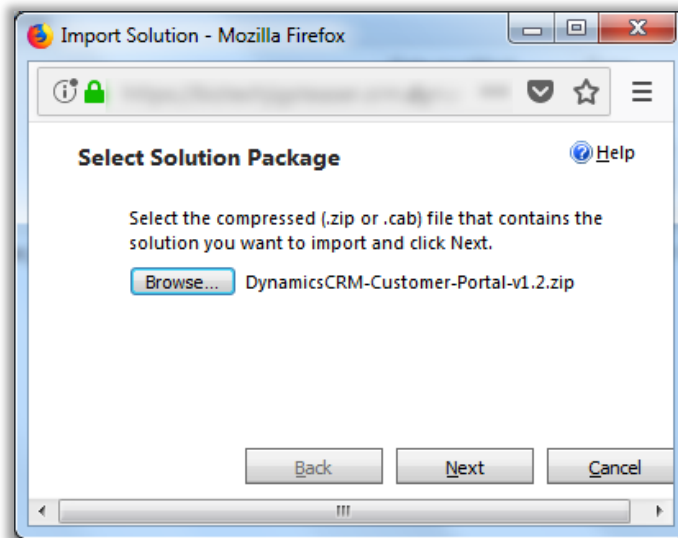 Import Solution - Mozilla Firefox
Select Solution Package
Help
Select the compressed (.zip or .cab) file that contains the
solution you want to import and click Next.
Browse... DynamicsCRM-Customer-Portal-v1.2.zip
Back Next Cancel